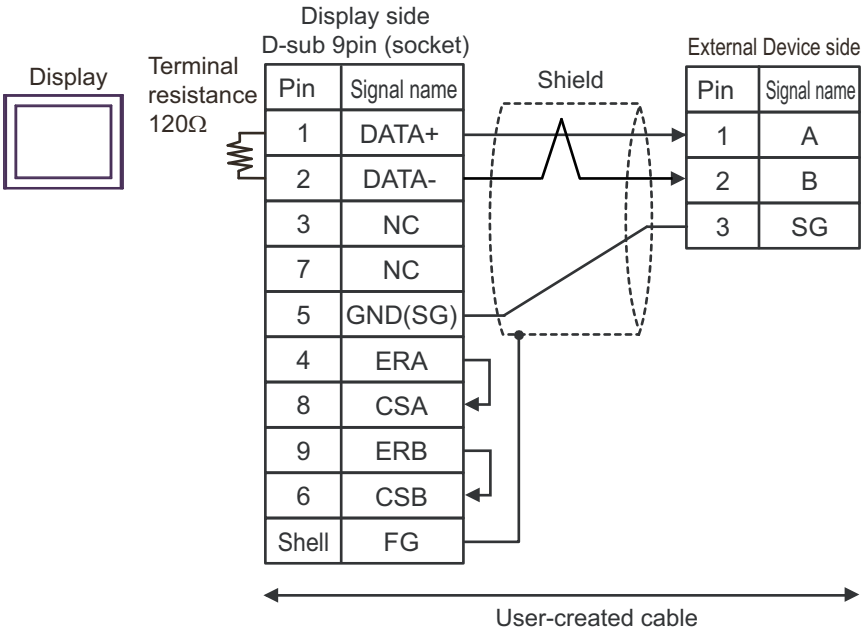 Display side
D-sub 9pin (socket)
External Device side
Display
Terminal
resistance
120Ω
Shield
Pin Signal name
1 DATA+
2 DATA-
3 NC
7 NC
5 GND(SG)
4 ERA
8 CSA
9 ERB
6 CSB
Shell FG
Pin Signal name
1 A
2 B
3 SG
User-created cable